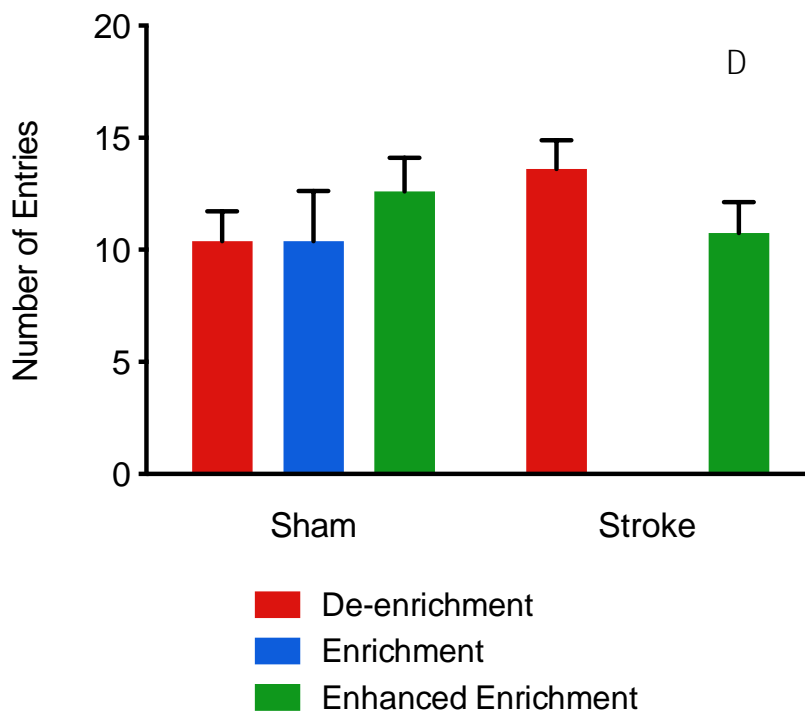 20
D
15
10
5
0
Number of Entries
Sham Stroke
De-enrichment
Enrichment
Enhanced Enrichment